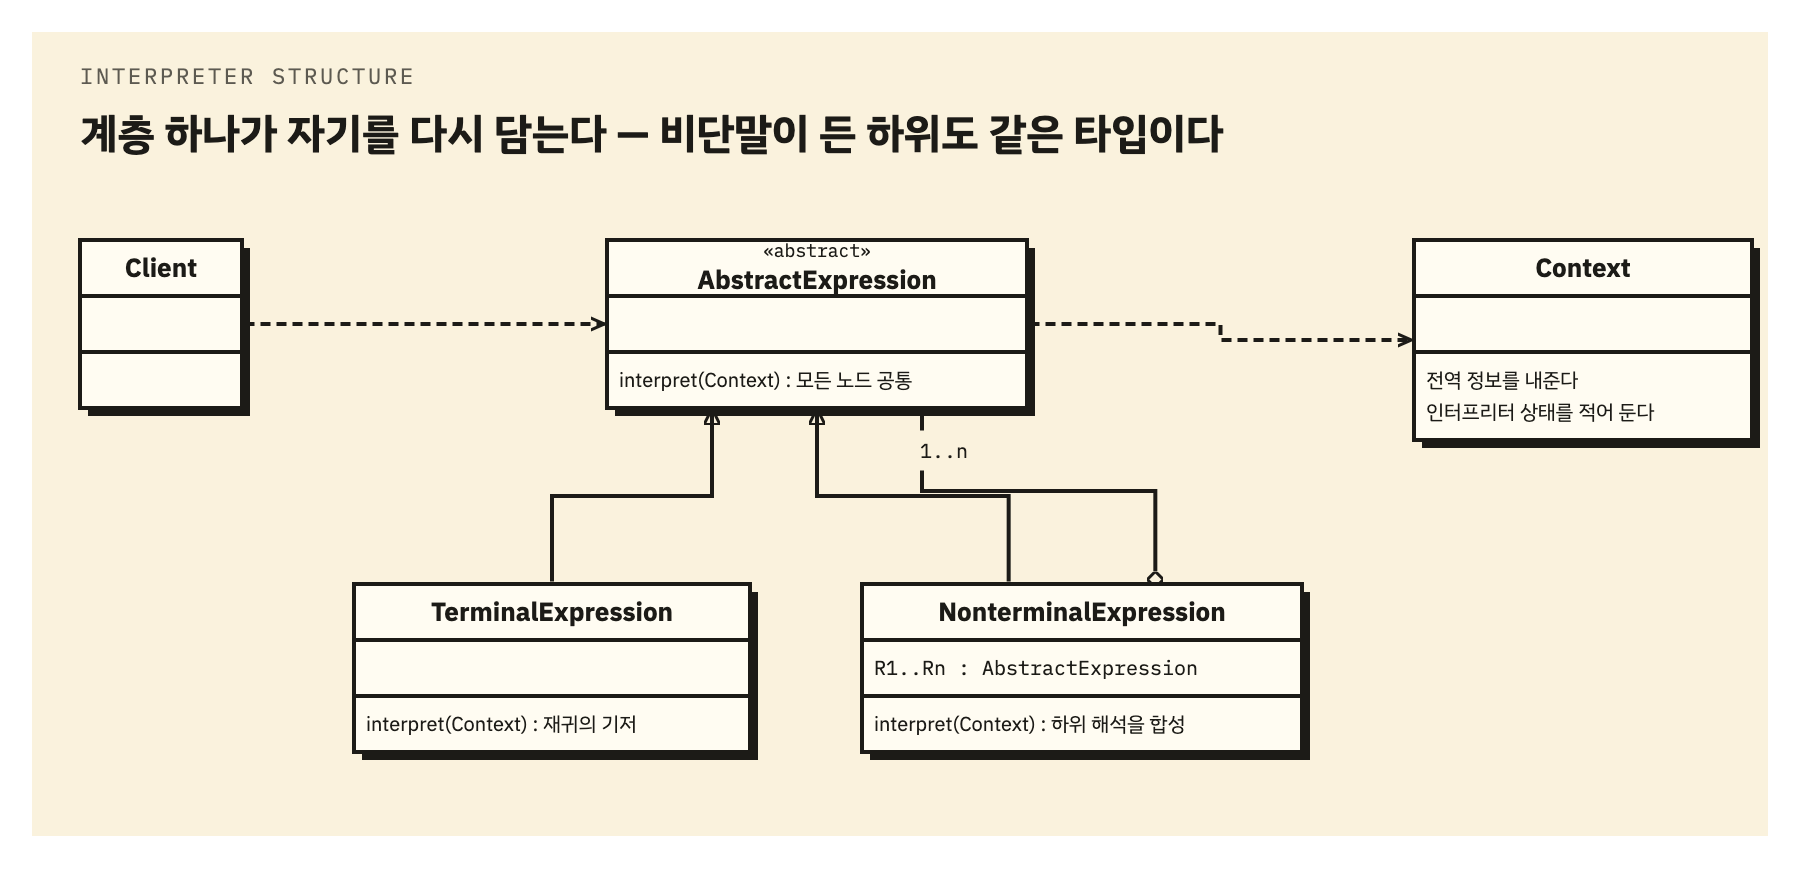 INTERPRETER STRUCTURE
계층 하나가 자기를 다시 담는다 — 비단말이 든 하위도 같은 타입이다
Client
«abstract»
AbstractExpression
interpret(Context) : 모든 노드 공통
Context
전역 정보를 내준다
인터프리터 상태를 적어 둔다
1..n
TerminalExpression
interpret(Context) : 재귀의 기저
NonterminalExpression
R1..Rn : AbstractExpression
interpret(Context) : 하위 해석을 합성